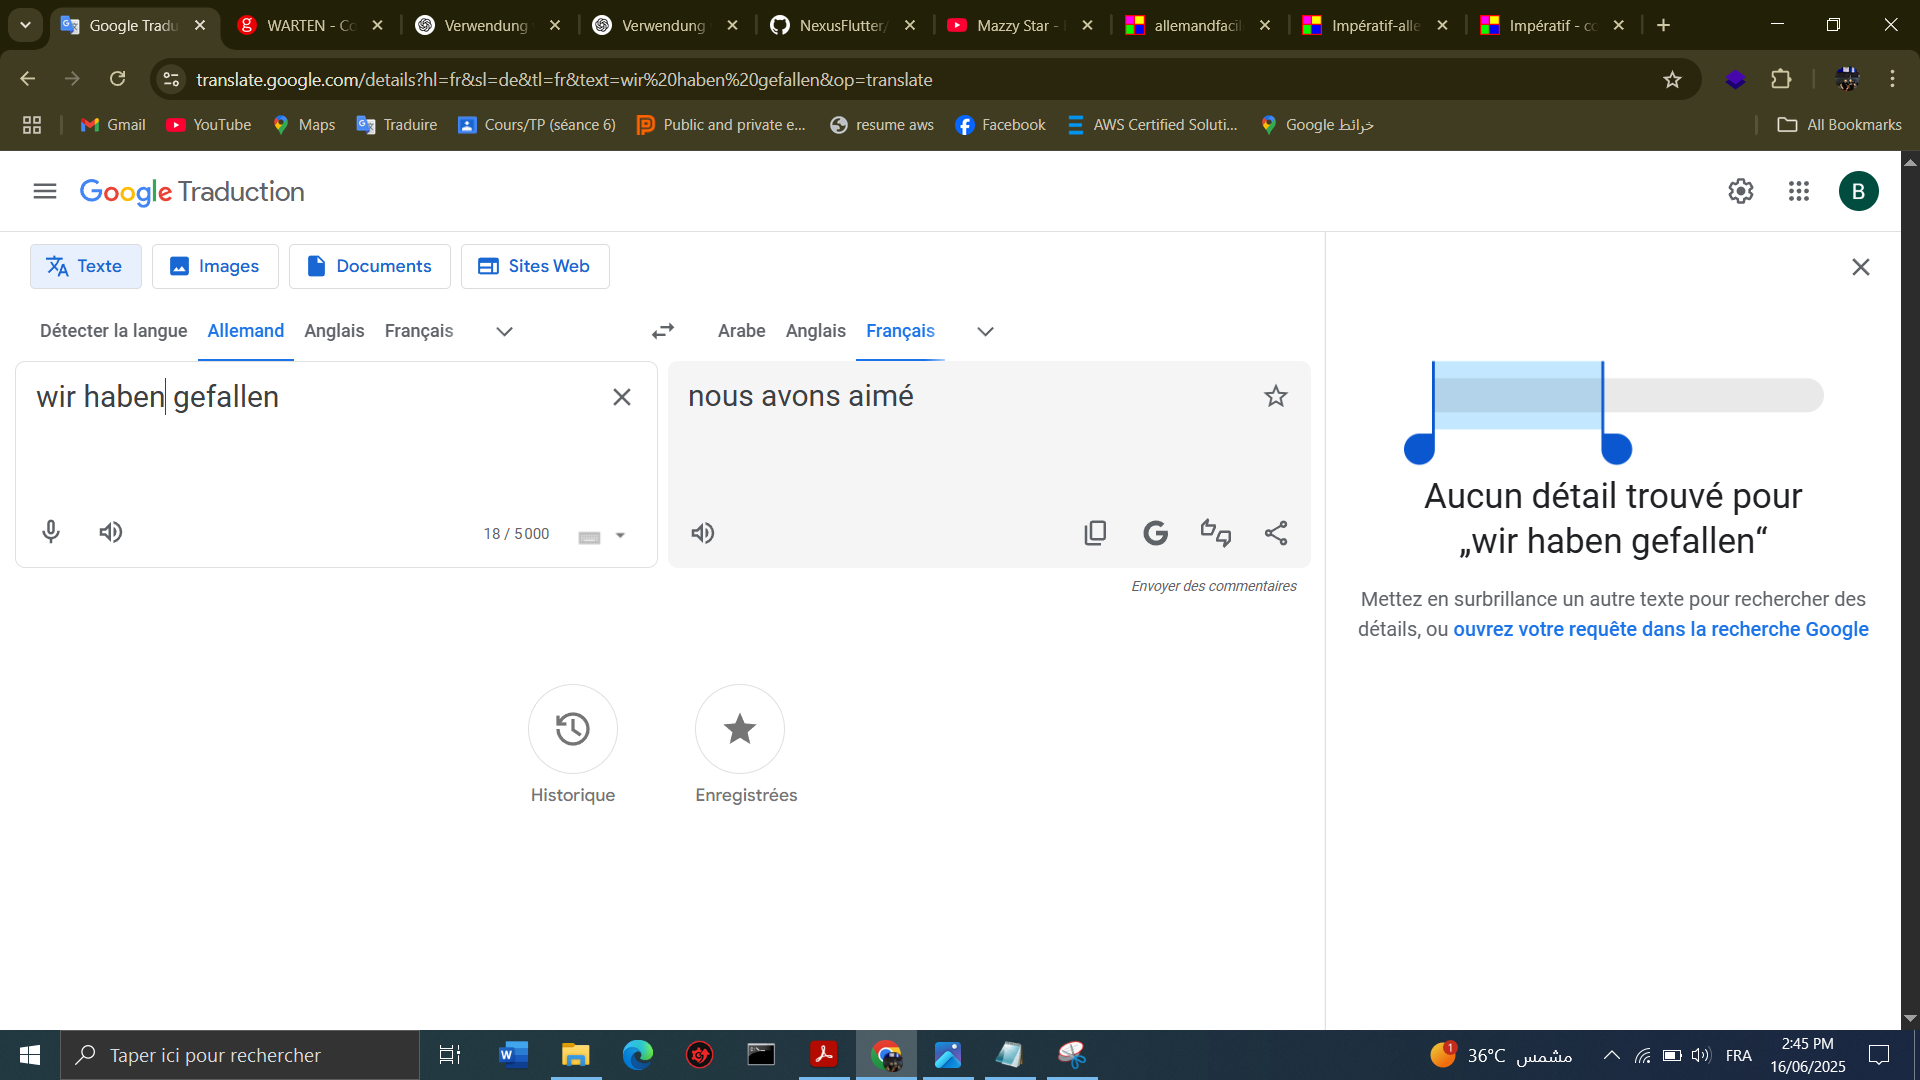 Google Tradu
WARTEN - Co
Verwendung
Verwendung
NexusFlutter/
Mazzy Star -
allemandfacil
Impératif-alle
Impératif - co
translate.google.com/details?hl=fr&sl=de&tl=fr&text=wir%20haben%20gefallen&op=translate
Gmail
YouTube
Maps
Traduire
Cours/TP (séance 6)
Public and private e...
resume aws
Facebook
AWS Certified Soluti...
خرائط Google
All Bookmarks
Google Traduction
B
Texte
Images
Documents
Sites Web
Détecter la langue
Allemand
Anglais
Français
Arabe
Anglais
Français
wir haben gefallen
nous avons aimé
18 / 5 000
Envoyer des commentaires
Aucun détail trouvé pour
„wir haben gefallen“
Mettez en surbrillance un autre texte pour rechercher des
détails, ou ouvrez votre requête dans la recherche Google
Historique
Enregistrées
Taper ici pour rechercher
1
36°C مشمس
FRA
2:45 PM
16/06/2025